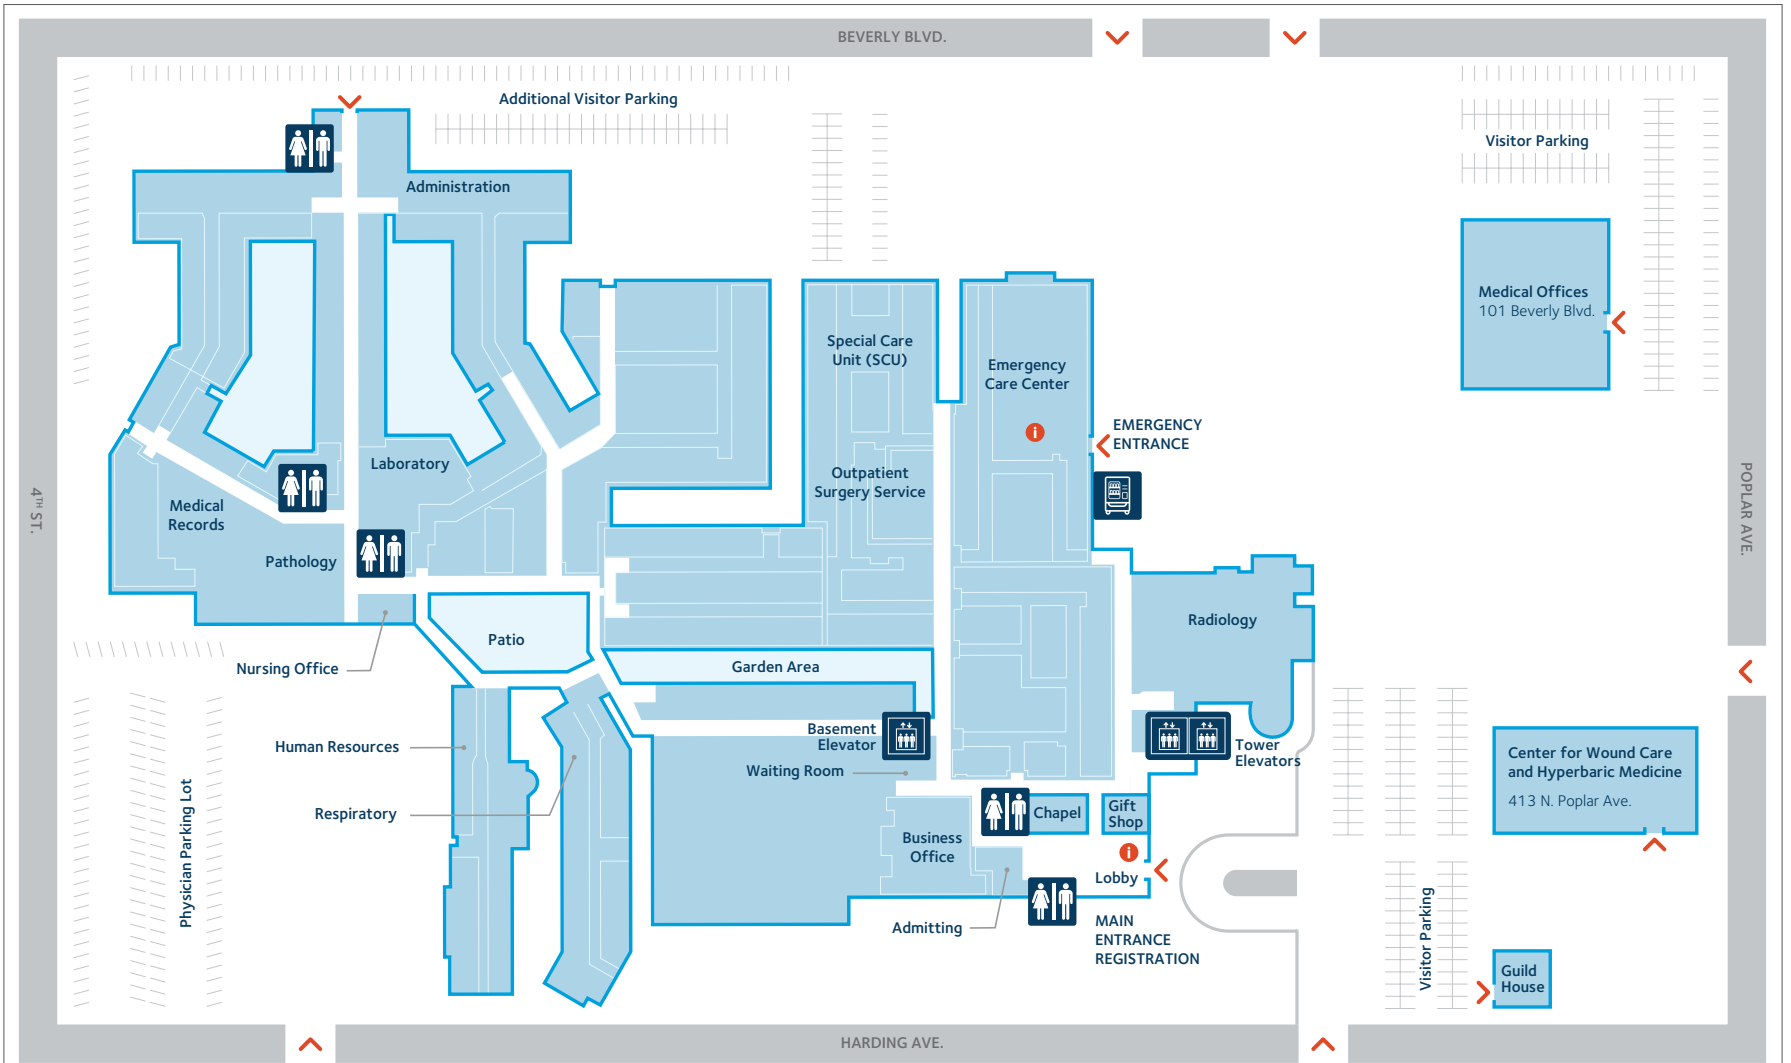 BEVERLY BLVD.
Additional Visitor Parking
Visitor Parking
Administration
Medical Offices
101 Beverly Blvd.
Special Care
Unit (SCU)
Emergency
Care Center
i
EMERGENCY
ENTRANCE
Laboratory
Outpatient
Surgery Service
Medical
Records
4TH ST.
POPLAR AVE.
Pathology
Patio
Radiology
Nursing Office
Garden Area
Basement
Elevator
Human Resources
Tower
Elevators
Waiting Room
Center for Wound Care
and Hyperbaric Medicine
413 N. Poplar Ave.
Respiratory
Chapel
Gift
Shop
Physician Parking Lot
Business
Office
i
Lobby
Admitting
MAIN
ENTRANCE
REGISTRATION
Visitor Parking
Guild
House
HARDING AVE.